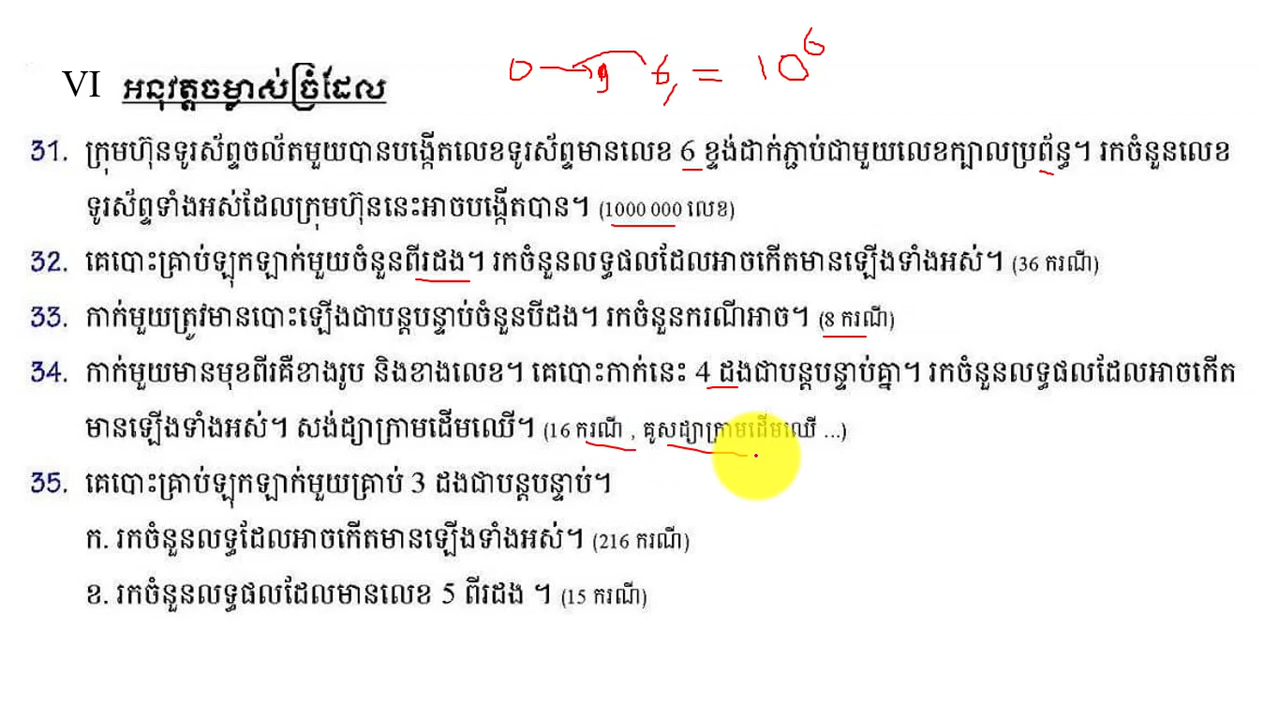 0 → 9 6, = 10⁶
VI អនុវត្តចម្លាស់ច្រំដែល
31. ក្រុមហ៊ុនទូរស័ព្ទចល័តមួយបានបង្កើតលេខទូរស័ព្ទមានលេខ 6 ខ្ទង់ដាក់ភ្ជាប់ជាមួយលេខក្បាលប្រព័ន្ធ។ រកចំនួនលេខ
ទូរស័ព្ទទាំងអស់ដែលក្រុមហ៊ុននេះអាចបង្កើតបាន។ (1000 000 លេខ)
32. គេបោះគ្រាប់ឡុកឡាក់មួយចំនួនពីរដង។ រកចំនួនលទ្ធផលដែលអាចកើតមានឡើងទាំងអស់។ (36 ករណី)
33. កាក់មួយត្រូវមានបោះឡើងជាបន្តបន្ទាប់ចំនួនបីដង។ រកចំនួនករណីអាច។ (8 ករណី)
34. កាក់មួយមានមុខពីរគឺខាងរូប និងខាងលេខ។ គេបោះកាក់នេះ 4 ដងជាបន្តបន្ទាប់គ្នា។ រកចំនួនលទ្ធផលដែលអាចកើត
មានឡើងទាំងអស់។ សង់ដ្យាក្រាមដើមឈើ។ (16 ករណី , គូសដ្យាក្រាមដើមឈើ ...)
35. គេបោះគ្រាប់ឡុកឡាក់មួយគ្រាប់ 3 ដងជាបន្តបន្ទាប់។
ក. រកចំនួនលទ្ធដែលអាចកើតមានឡើងទាំងអស់។ (216 ករណី)
ខ. រកចំនួនលទ្ធផលដែលមានលេខ 5 ពីរដង ។ (15 ករណី)